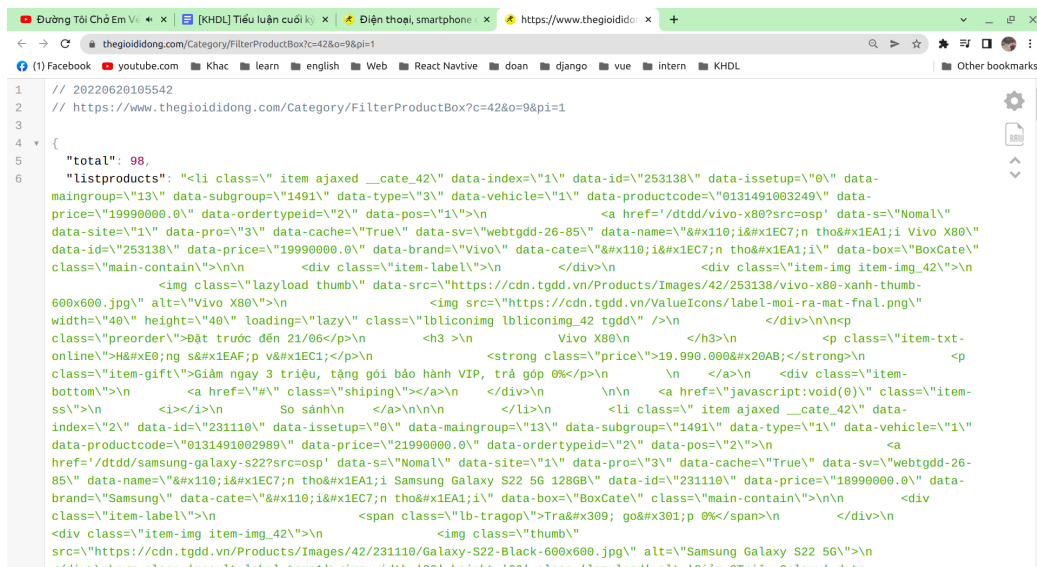 Đường Tôi Chở Em Về
[KHDL] Tiểu luận cuối kỳ
Điện thoại, smartphone
https://www.thegioididon
thegioididong.com/Category/FilterProductBox?c=42&o=9&pi=1
(1) Facebook youtube.com Khac learn english Web React Navtive doan django vue intern KHDL Other bookmarks
1 // 20220620105542
2 // https://www.thegioididong.com/Category/FilterProductBox?c=42&o=9&pi=1
3
4 {
5 "total": 98,
6 "listproducts": "<li class=\" item ajaxed __cate_42\" data-index=\"1\" data-id=\"253138\" data-issetup=\"0\" data-
maingroup=\"13\" data-subgroup=\"1491\" data-type=\"3\" data-vehicle=\"1\" data-productcode=\"0131491003249\" data-
price=\"19990000.0\" data-ordertypeid=\"2\" data-pos=\"1\">\n <a href='/dtdd/vivo-x80?src=osp' data-s=\"Nomal\"
data-site=\"1\" data-pro=\"3\" data-cache=\"True\" data-sv=\"webtgdd-26-85\" data-name=\"&#x110;i&#x1EC7;n tho&#x1EA1;i Vivo X80\"
data-id=\"253138\" data-price=\"19990000.0\" data-brand=\"Vivo\" data-cate=\"&#x110;i&#x1EC7;n tho&#x1EA1;i\" data-box=\"BoxCate\"
class=\"main-contain\">\n\n <div class=\"item-label\">\n </div>\n <div class=\"item-img item-img_42\">\n
<img class=\"lazyload thumb\" data-src=\"https://cdn.tgdd.vn/Products/Images/42/253138/vivo-x80-xanh-thumb-
600x600.jpg\" alt=\"Vivo X80\">\n <img src=\"https://cdn.tgdd.vn/ValueIcons/label-moi-ra-mat-fnal.png\"
width=\"40\" height=\"40\" loading=\"lazy\" class=\"lbliconimg lbliconimg_42 tgdd\" />\n </div>\n\n<p
class=\"preorder\">Đặt trước đến 21/06</p>\n <h3 >\n Vivo X80\n </h3>\n <p class=\"item-txt-
online\">H&#xE0;ng s&#x1EAF;p v&#x1EC1;</p>\n <strong class=\"price\">19.990.000&#x20AB;</strong>\n <p
class=\"item-gift\">Giảm ngay 3 triệu, tặng gói bảo hành VIP, trả góp 0%</p>\n \n </a>\n <div class=\"item-
bottom\">\n <a href=\"#\" class=\"shiping\"></a>\n </div>\n \n\n <a href=\"javascript:void(0)\" class=\"item-
ss\">\n <i></i>\n So sánh\n </a>\n\n\n </li>\n <li class=\" item ajaxed __cate_42\" data-
index=\"2\" data-id=\"231110\" data-issetup=\"0\" data-maingroup=\"13\" data-subgroup=\"1491\" data-type=\"1\" data-vehicle=\"1\"
data-productcode=\"0131491002989\" data-price=\"21990000.0\" data-ordertypeid=\"2\" data-pos=\"2\">\n <a
href='/dtdd/samsung-galaxy-s22?src=osp' data-s=\"Nomal\" data-site=\"1\" data-pro=\"3\" data-cache=\"True\" data-sv=\"webtgdd-26-
85\" data-name=\"&#x110;i&#x1EC7;n tho&#x1EA1;i Samsung Galaxy S22 5G 128GB\" data-id=\"231110\" data-price=\"18990000.0\" data-
brand=\"Samsung\" data-cate=\"&#x110;i&#x1EC7;n tho&#x1EA1;i\" data-box=\"BoxCate\" class=\"main-contain\">\n\n <div
class=\"item-label\">\n <span class=\"lb-tragop\">Tra&#x309; go&#x301;p 0%</span>\n </div>\n
<div class=\"item-img item-img_42\">\n <img class=\"thumb\"
src=\"https://cdn.tgdd.vn/Products/Images/42/231110/Galaxy-S22-Black-600x600.jpg\" alt=\"Samsung Galaxy S22 5G\">\n
RAW